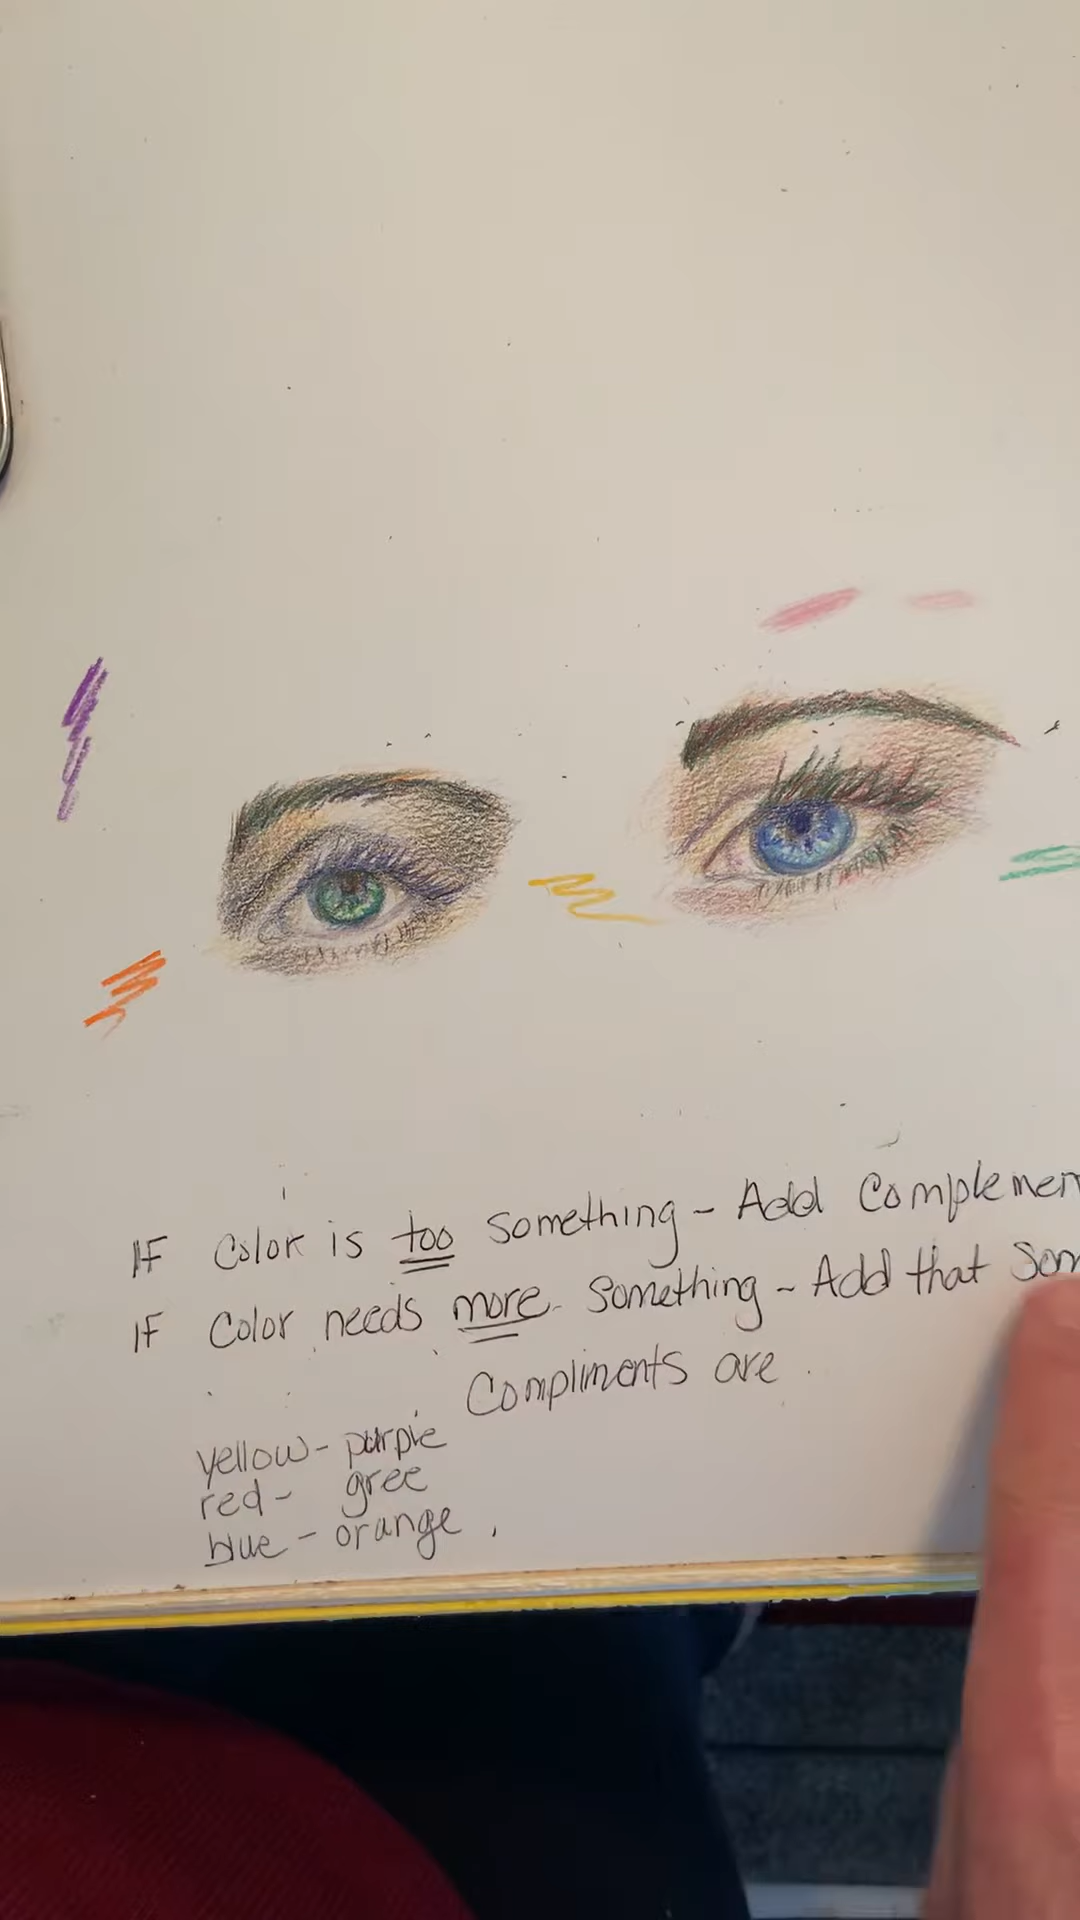 IF Color is too something - Add Complemen
IF Color needs more Something - Add that Som
Compliments are
yellow - purple
red - gree
blue - orange